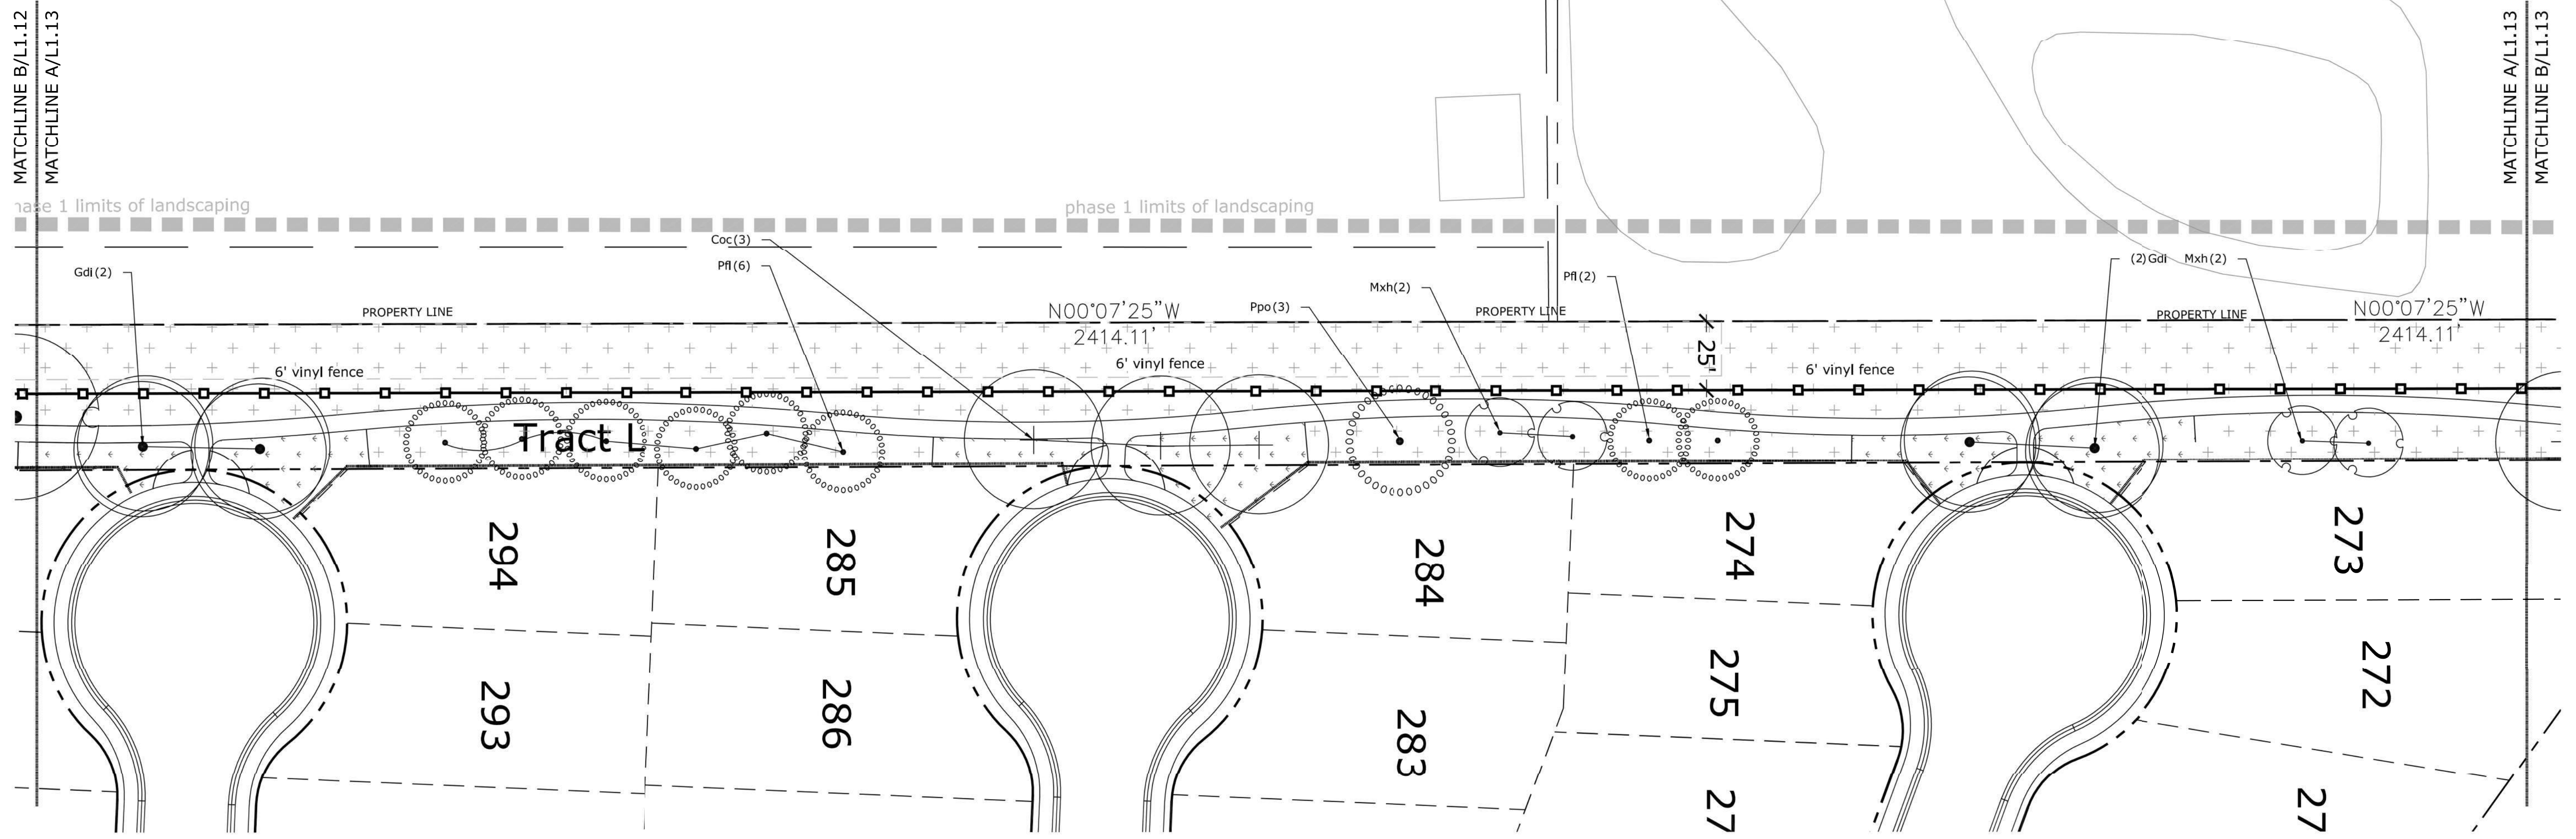 MATCHLINE B/L1.12
MATCHLINE A/L1.13
MATCHLINE A/L1.13
MATCHLINE B/L1.13
hase 1 limits of landscaping
phase 1 limits of landscaping
Coc(3)
Gdi(2)
Pfl(6)
Ppo(3)
Mxh(2)
Pfl(2)
(2)Gdi
Mxh(2)
PROPERTY LINE
N00°07'25"W
2414.11'
PROPERTY LINE
PROPERTY LINE
N00°07'25"W
2414.11'
25'
6' vinyl fence
6' vinyl fence
6' vinyl fence
Tract L
294
285
284
274
273
293
286
283
275
272
27
27